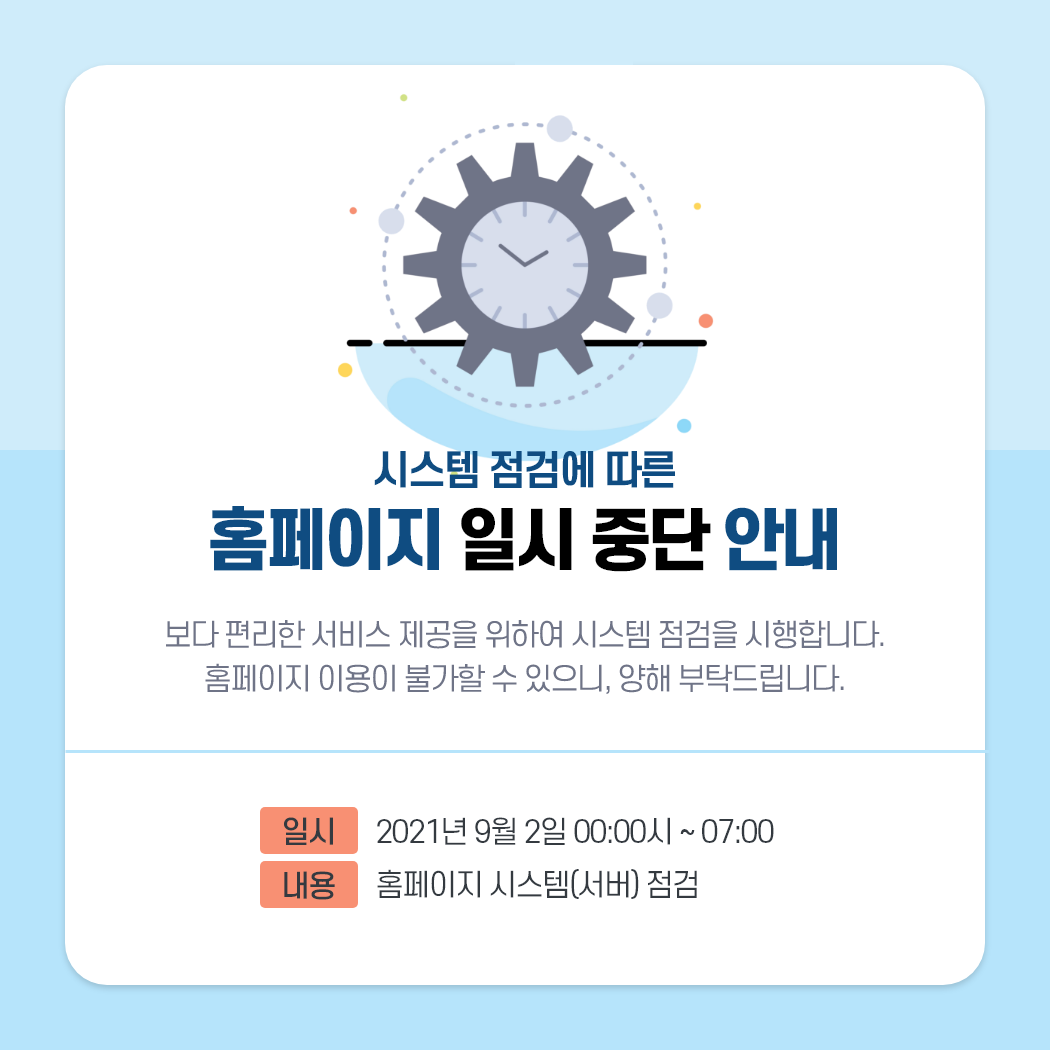 시스템 점검에 따른
홈페이지 일시 중단 안내
보다 편리한 서비스 제공을 위하여 시스템 점검을 시행합니다.
홈페이지 이용이 불가할 수 있으니, 양해 부탁드립니다.
일시 2021년 9월 2일 00:00시 ~ 07:00
내용 홈페이지 시스템(서버) 점검